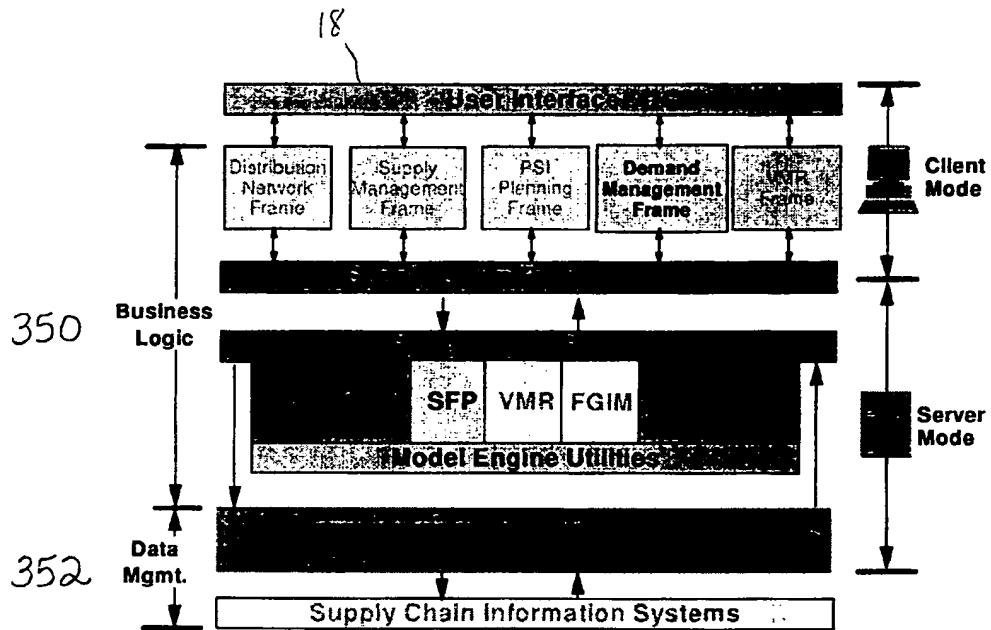 18
User Interface
Distribution
Network
Frame
Supply
Management
Frame
PSI
Planning
Frame
Demand
Management
Frame
VMR
Frame
Client
Mode
350
Business
Logic
SFP
VMR
FGIM
Model Engine Utilities
Server
Mode
352
Data
Mgmt.
Supply Chain Information Systems